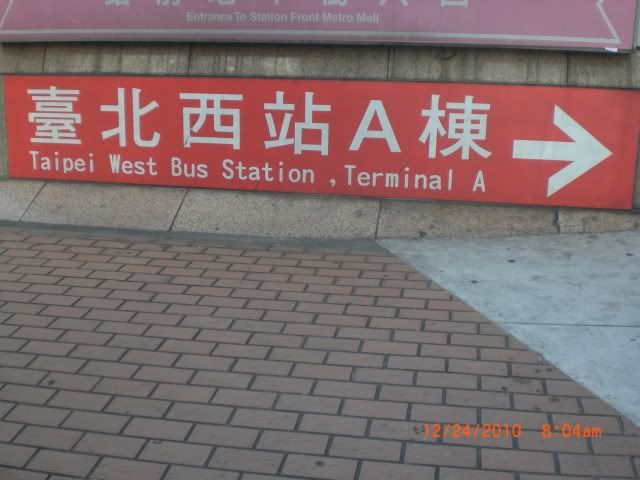 Entrance To Station Front Metro Mall
臺北西站A棟
Taipei West Bus Station ,Terminal A
12/24/2010 8:04am